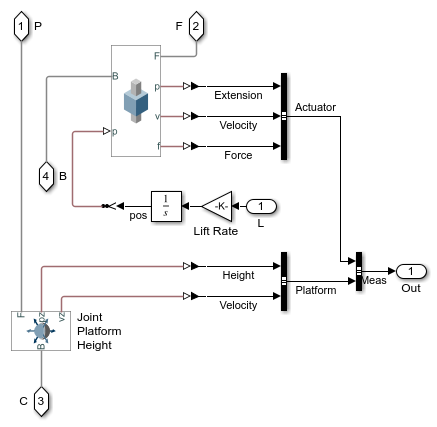 1 P
F 2
F
B
p
Extension
Actuator
v
Velocity
p
f
Force
4 B
pos
1
s
-K-
1
Lift Rate
L
Height
Velocity
Platform
Meas
1
Out
F
pz
vz
B
Joint
Platform
Height
C 3